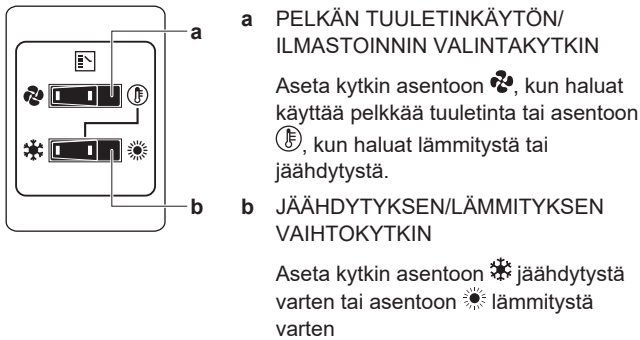 a
b
a PELKÄN TUULETINKÄYTÖN/
ILMASTOINNIN VALINTAKYTKIN
Aseta kytkin asentoon , kun haluat
käyttää pelkkää tuuletinta tai asentoon
, kun haluat lämmitystä tai
jäähdytystä.
b JÄÄHDYTYKSEN/LÄMMITYKSEN
VAIHTOKYTKIN
Aseta kytkin asentoon jäähdytystä
varten tai asentoon lämmitystä
varten